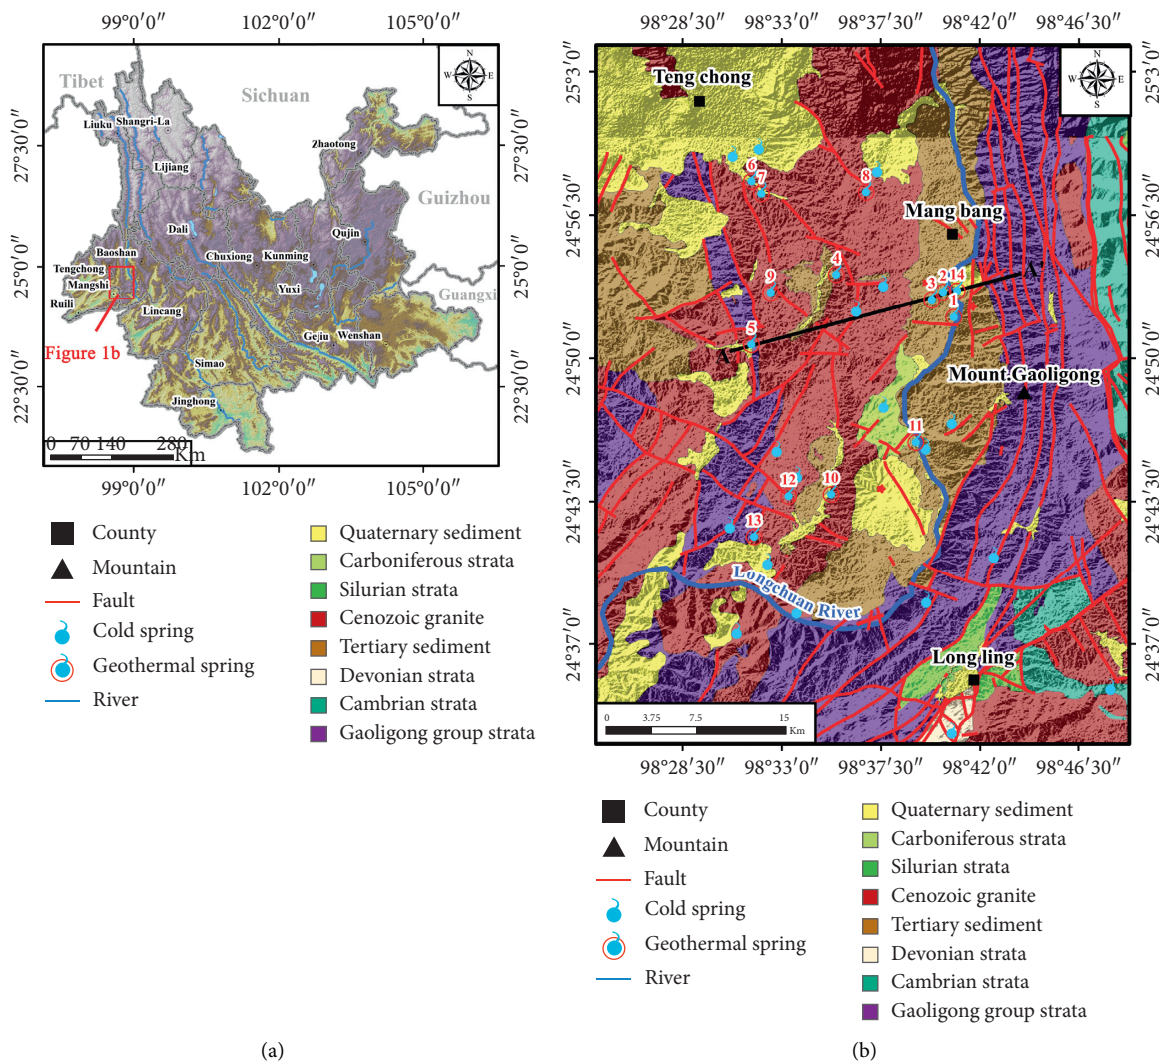 99°0′0″ 102°0′0″ 105°0′0″
27°30′0″
25°0′0″
22°30′0″
N
W E
S
Tibet
Sichuan
Guizhou
Guangxi
Liuku
Shangri-La
Zhaotong
Lijiang
Dali
Qujin
Baoshan
Chuxiong
Kunming
Tengchong
Mangshi
Yuxi
Ruili
Lincang
Gejiu
Wenshan
Figure 1b
Simao
Jinghong
0 70 140 280
Km
27°30′0″
25°0′0″
22°30′0″
99°0′0″ 102°0′0″ 105°0′0″
County
Mountain
Fault
Cold spring
Geothermal spring
River
Quaternary sediment
Carboniferous strata
Silurian strata
Cenozoic granite
Tertiary sediment
Devonian strata
Cambrian strata
Gaoligong group strata
(a)
98°28′30″ 98°33′0″ 98°37′0″ 98°42′0″ 98°46′30″
25°3′0″
24°56′30″
24°50′0″
24°43′30″
24°37′0″
N
W E
S
Teng chong
6
7
8
Mang bang
4
9
3
2
14
1
A
5
A
Mount.Gaoligong
11
12
10
13
Longchuan River
Long ling
0 3.75 7.5 15
Km
25°3′0″
24°56′30″
24°50′0″
24°43′30″
24°37′0″
98°28′30″ 98°33′0″ 98°37′0″ 98°42′0″ 98°46′30″
County
Mountain
Fault
Cold spring
Geothermal spring
River
Quaternary sediment
Carboniferous strata
Silurian strata
Cenozoic granite
Tertiary sediment
Devonian strata
Cambrian strata
Gaoligong group strata
(b)